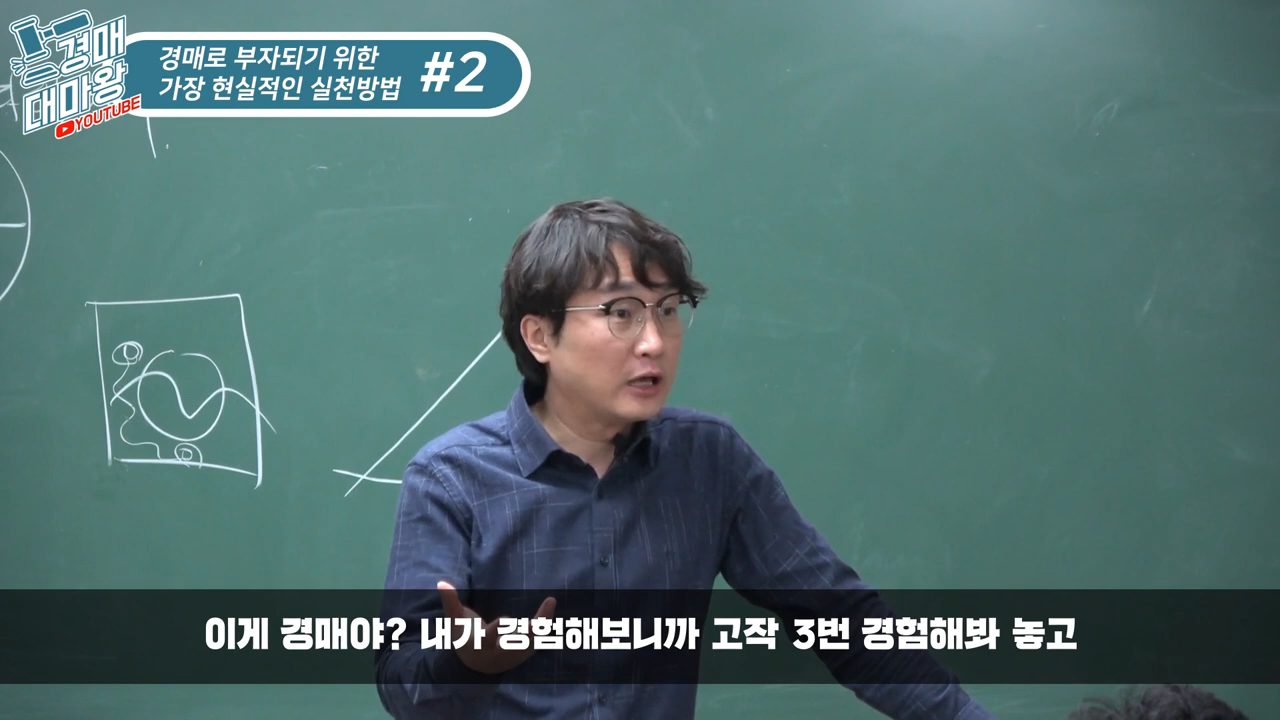 경매
대마왕
YOUTUBE
경매로 부자되기 위한
가장 현실적인 실천방법
#2
이게 경매야? 내가 경험해보니까 고작 3번 경험해봐 놓고